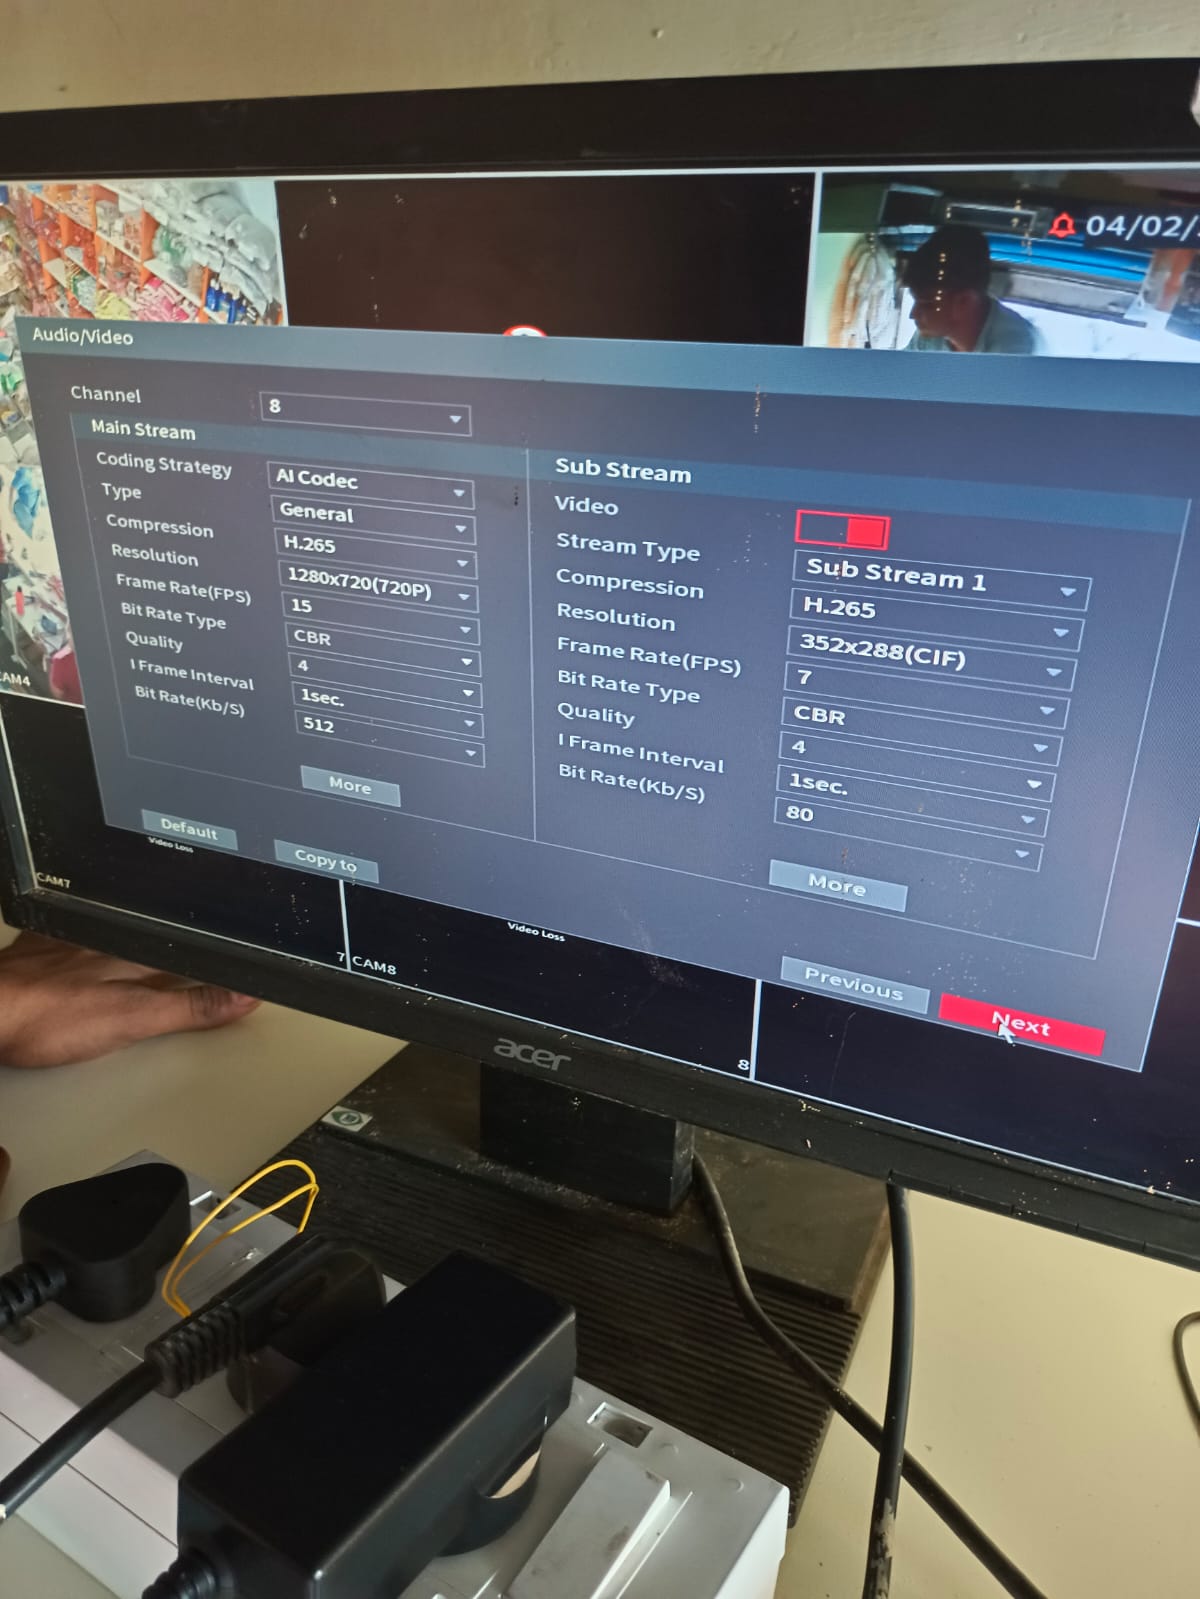 04/02/
Audio/Video
Channel 8
Main Stream
Coding Strategy AI Codec
Type General
Compression H.265
Resolution 1280x720(720P)
Frame Rate(FPS) 15
Bit Rate Type CBR
Quality 4
I Frame Interval 1sec.
Bit Rate(Kb/S) 512
More
Sub Stream
Video
Stream Type Sub Stream 1
Compression H.265
Resolution 352x288(CIF)
Frame Rate(FPS) 7
Bit Rate Type CBR
Quality 4
I Frame Interval 1sec.
Bit Rate(Kb/S) 80
More
Default
Copy to
Previous
Next
AM4
Video Loss
Video Loss
CAM7
7
CAM8
8
acer